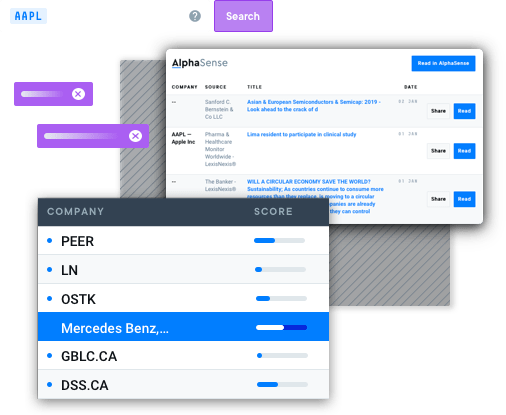 AAPL
?
Search
AlphaSense
Read in AlphaSense
COMPANY SOURCE TITLE DATE
--
Sanford C.
Bernstein &
Co LLC
Asian & European Semiconductors & Semicap: 2019 -
Look ahead to the crack of d
02 JAN
Share
Read
AAPL —
Apple Inc
Pharma &
Healthcare
Monitor
Worldwide -
LexisNexis®
Lima resident to participate in clinical study
01 JAN
Share
Read
--
The Banker -
LexisNexis®
WILL A CIRCULAR ECONOMY SAVE THE WORLD?
Sustainability; As countries continue to consume more
resources than they replace, is moving to a circular
panies are already
they can control
01 JAN
Share
Read
COMPANY SCORE
PEER
LN
OSTK
Mercedes Benz,...
GBLC.CA
DSS.CA